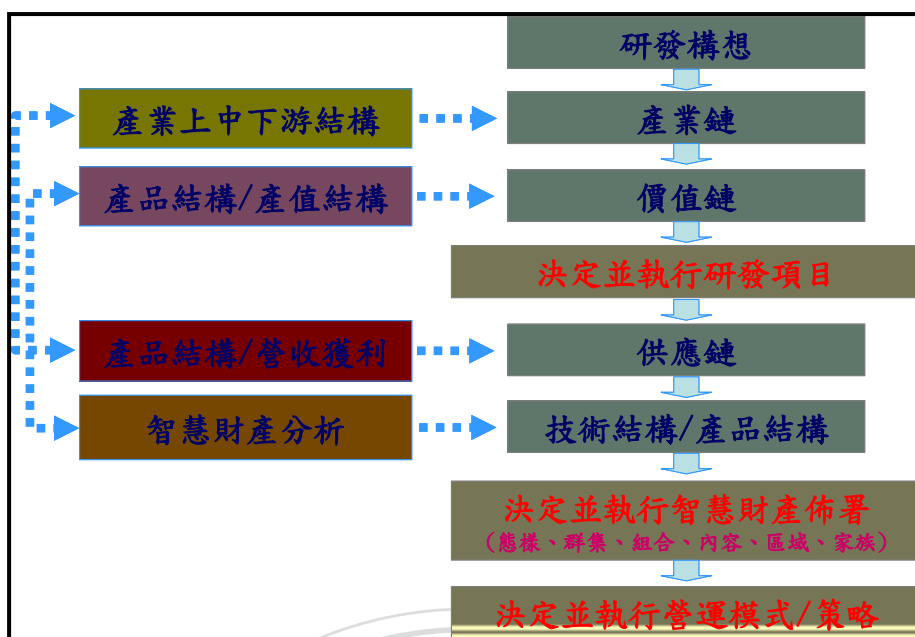 研發構想
產業上中下游結構
產業鏈
產品結構/產值結構
價值鏈
決定並執行研發項目
產品結構/營收獲利
供應鏈
智慧財產分析
技術結構/產品結構
決定並執行智慧財產佈署
(態樣、群集、組合、內容、區域、家族)
決定並執行營運模式/策略